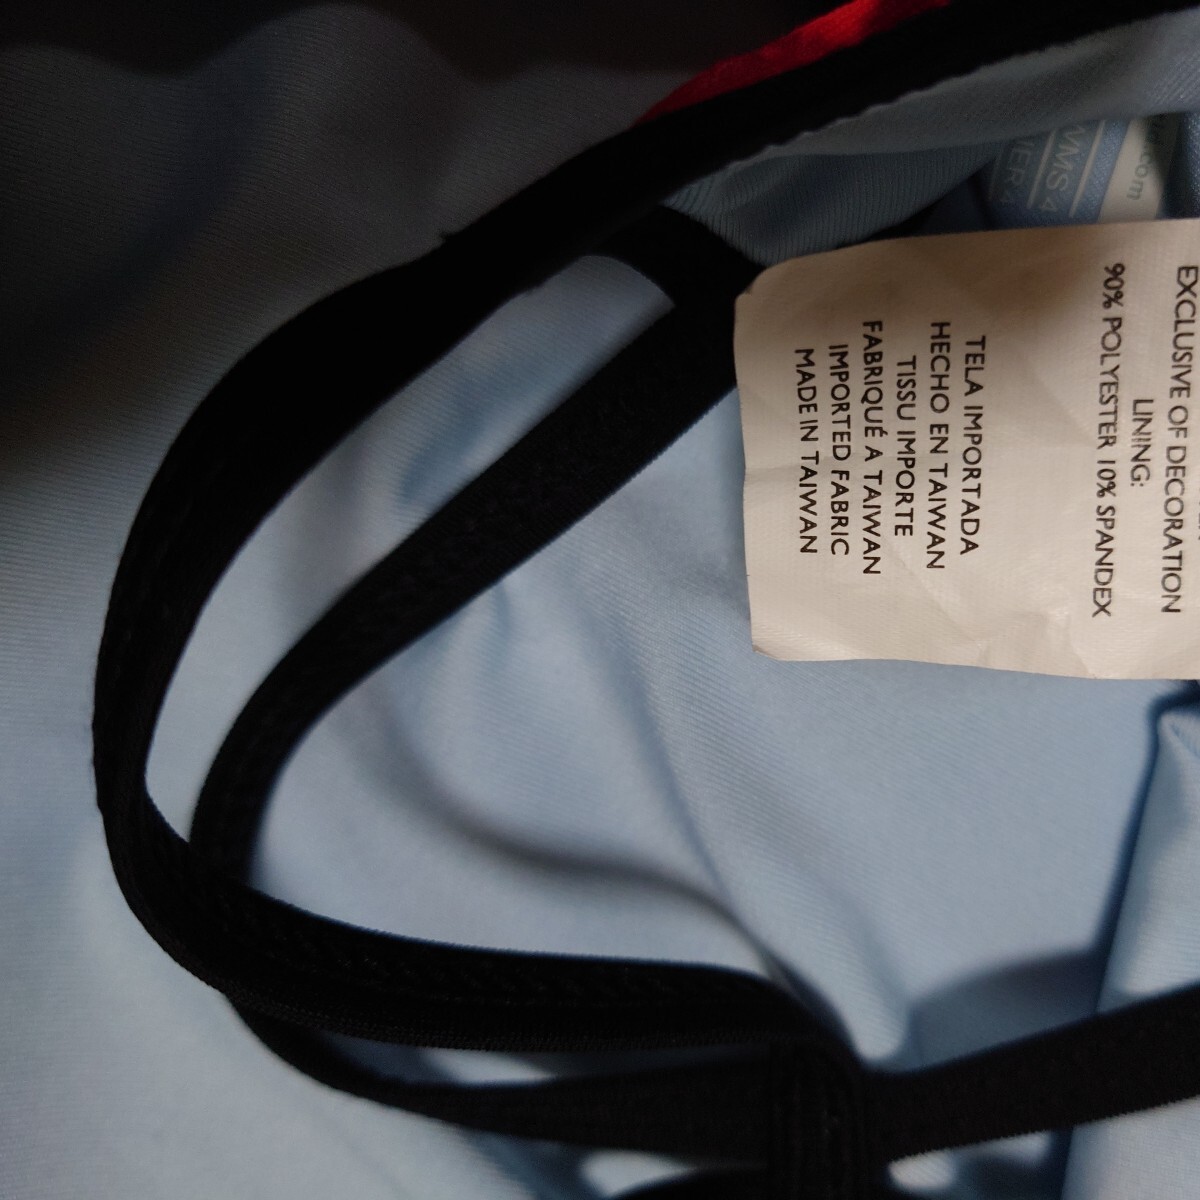 EXCLUSIVE OF DECORATION
LINING:
90% POLYESTER 10% SPANDEX
TELA IMPORTADA
HECHO EN TAIWAN
TISSU IMPORTE
FABRIQUÉ A TAIWAN
IMPORTED FABRIC
MADE IN TAIWAN